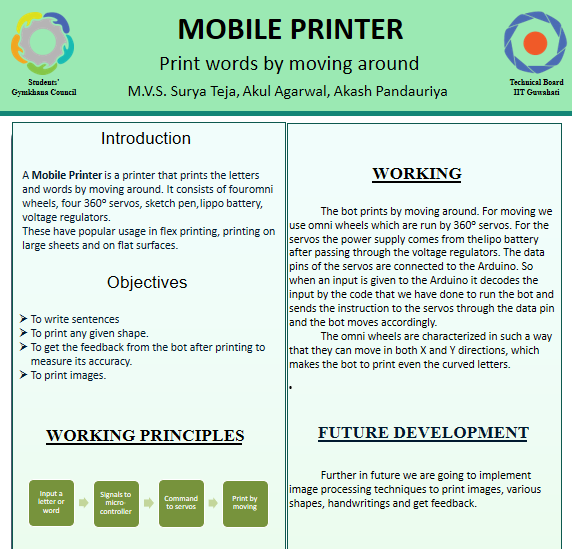 MOBILE PRINTER
Print words by moving around
M.V.S. Surya Teja, Akul Agarwal, Akash Pandauriya
Students'
Gymkhana Council
Technical Board
IIT Guwahati
Introduction
A Mobile Printer is a printer that prints the letters
and words by moving around. It consists of fouromni
wheels, four 360° servos, sketch pen,lippo battery,
voltage regulators.
These have popular usage in flex printing, printing on
large sheets and on flat surfaces.
Objectives
➢ To write sentences
➢ To print any given shape.
➢ To get the feedback from the bot after printing to
measure its accuracy.
➢ To print images.
WORKING PRINCIPLES
Input a
letter or
word
Signals to
micro-
controller
Command
to servos
Print by
moving
WORKING
The bot prints by moving around. For moving we
use omni wheels which are run by 360° servos. For the
servos the power supply comes from thelipo battery
after passing through the voltage regulators. The data
pins of the servos are connected to the Arduino. So
when an input is given to the Arduino it decodes the
input by the code that we have done to run the bot and
sends the instruction to the servos through the data pin
and the bot moves accordingly.
The omni wheels are characterized in such a way
that they can move in both X and Y directions, which
makes the bot to print even the curved letters.
•
FUTURE DEVELOPMENT
Further in future we are going to implement
image processing techniques to print images, various
shapes, handwritings and get feedback.